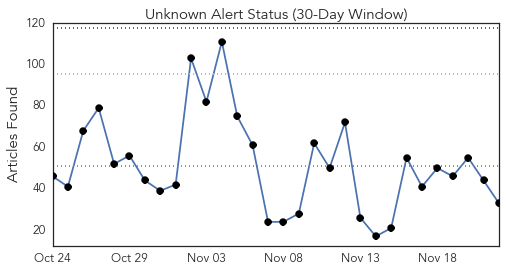 Unknown Alert Status (30-Day Window)
Articles Found
120
100
80
60
40
20
Oct 24
Oct 29
Nov 03
Nov 08
Nov 13
Nov 18